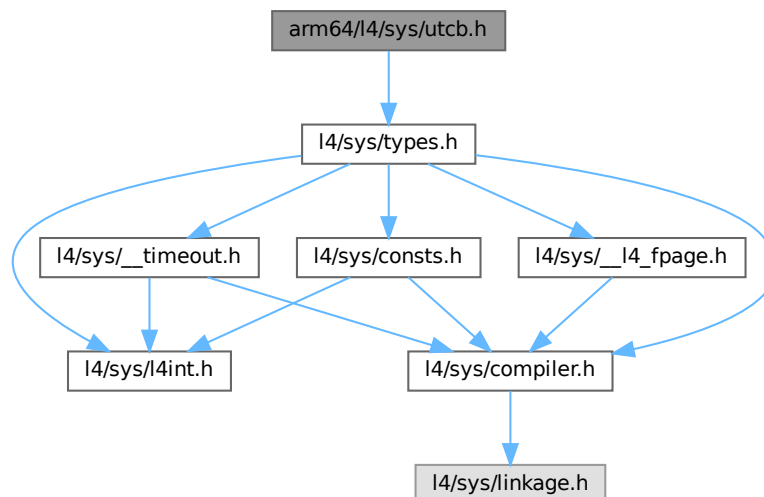 arm64/l4/sys/utcb.h
l4/sys/types.h
l4/sys/__timeout.h
l4/sys/consts.h
l4/sys/__l4_fpage.h
l4/sys/l4int.h
l4/sys/compiler.h
l4/sys/linkage.h